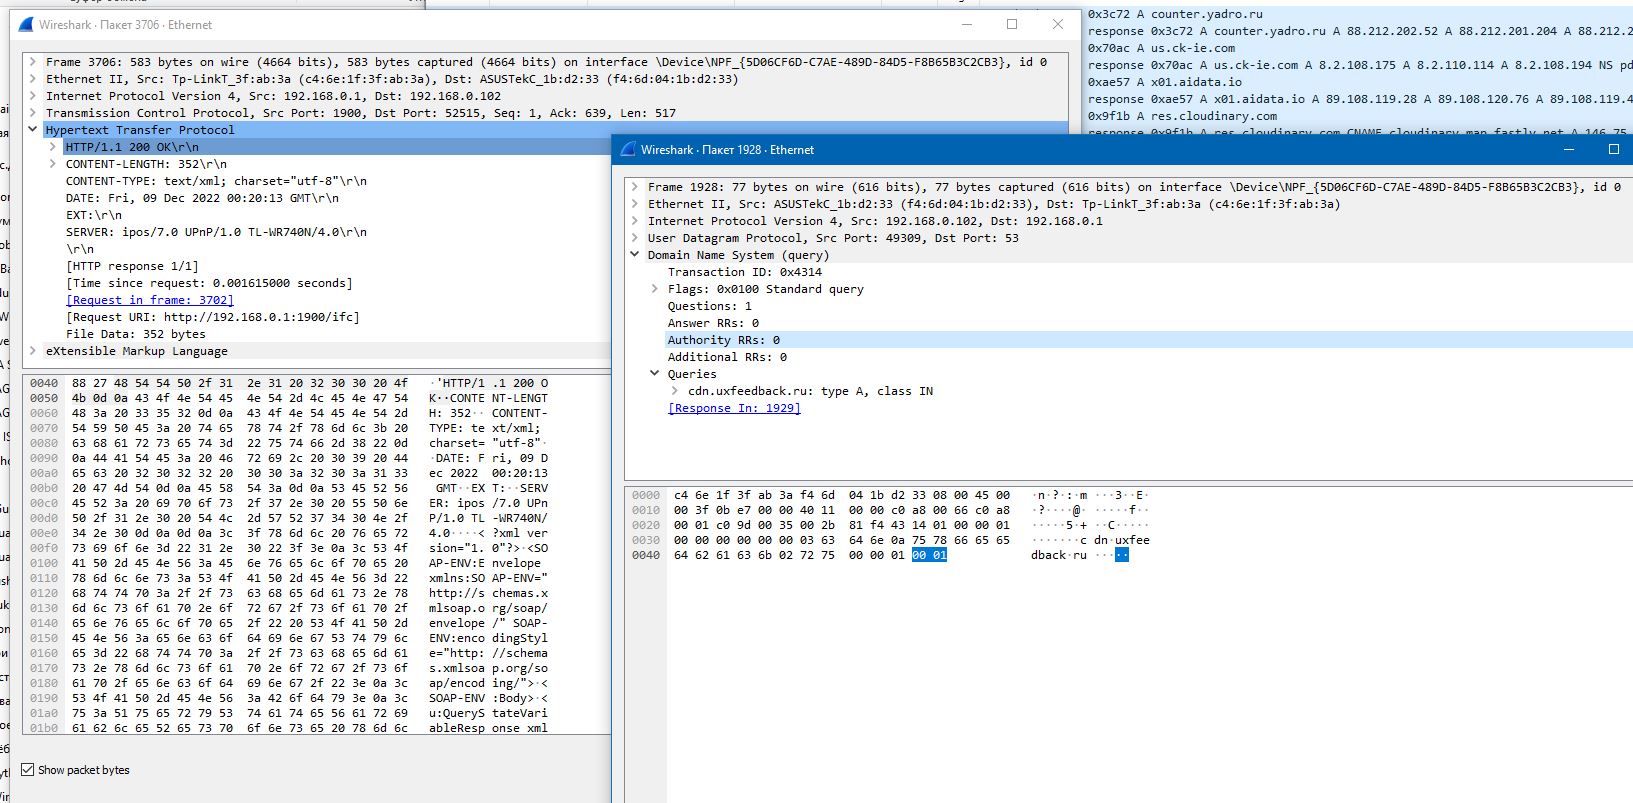 Wireshark · Пакет 3706 · Ethernet
Frame 3706: 583 bytes on wire (4664 bits), 583 bytes captured (4664 bits) on interface \Device\NPF_{5D06CF6D-C7AE-489D-84D5-F8B65B3C2CB3}, id 0
Ethernet II, Src: Tp-LinkT_3f:ab:3a (c4:6e:1f:3f:ab:3a), Dst: ASUSTekC_1b:d2:33 (f4:6d:04:1b:d2:33)
Internet Protocol Version 4, Src: 192.168.0.1, Dst: 192.168.0.102
Transmission Control Protocol, Src Port: 1900, Dst Port: 52515, Seq: 1, Ack: 639, Len: 517
Hypertext Transfer Protocol
HTTP/1.1 200 OK\r\n
CONTENT-LENGTH: 352\r\n
CONTENT-TYPE: text/xml; charset="utf-8"\r\n
DATE: Fri, 09 Dec 2022 00:20:13 GMT\r\n
EXT:\r\n
SERVER: ipos/7.0 UPnP/1.0 TL-WR740N/4.0\r\n
\r\n
[HTTP response 1/1]
[Time since request: 0.001615000 seconds]
[Request in frame: 3702]
[Request URI: http://192.168.0.1:1900/ifc]
File Data: 352 bytes
eXtensible Markup Language
0040 88 27 48 54 54 50 2f 31 2e 31 20 32 30 30 20 4f ·'HTTP/1 .1 200 O
0050 4b 0d 0a 43 4f 4e 54 45 4e 54 2d 4c 45 4e 47 54 K··CONTE NT-LENGT
0060 48 3a 20 33 35 32 0d 0a 43 4f 4e 54 45 4e 54 2d H: 352·· CONTENT-
0070 54 59 50 45 3a 20 74 65 78 74 2f 78 6d 6c 3b 20 TYPE: te xt/xml;
0080 63 68 61 72 73 65 74 3d 22 75 74 66 2d 38 22 0d charset= "utf-8"·
0090 0a 44 41 54 45 3a 20 46 72 69 2c 20 30 39 20 44 ·DATE: F ri, 09 D
00a0 65 63 20 32 30 32 32 20 30 30 3a 32 30 3a 31 33 ec 2022 00:20:13
00b0 20 47 4d 54 0d 0a 45 58 54 3a 0d 0a 53 45 52 56 GMT··EX T:··SERV
00c0 45 52 3a 20 69 70 6f 73 2f 37 2e 30 20 55 50 6e ER: ipos /7.0 UPn
00d0 50 2f 31 2e 30 20 54 4c 2d 57 52 37 34 30 4e 2f P/1.0 TL -WR740N/
00e0 34 2e 30 0d 0a 0d 0a 3c 3f 78 6d 6c 20 76 65 72 4.0····< ?xml ver
00f0 73 69 6f 6e 3d 22 31 2e 30 22 3f 3e 0a 3c 53 4f sion="1. 0"?>·<SO
0100 41 50 2d 45 4e 56 3a 45 6e 76 65 6c 6f 70 65 20 AP-ENV:E nvelope
0110 78 6d 6c 6e 73 3a 53 4f 41 50 2d 45 4e 56 3d 22 xmlns:SO AP-ENV="
0120 68 74 74 70 3a 2f 2f 73 63 68 65 6d 61 73 2e 78 http://s chemas.x
0130 6d 6c 73 6f 61 70 2e 6f 72 67 2f 73 6f 61 70 2f mlsoap.o rg/soap/
0140 65 6e 76 65 6c 6f 70 65 2f 22 20 53 4f 41 50 2d envelope /" SOAP-
0150 45 4e 56 3a 65 6e 63 6f 64 69 6e 67 53 74 79 6c ENV:enco dingStyl
0160 65 3d 22 68 74 74 70 3a 2f 2f 73 63 68 65 6d 61 e="http: //schema
0170 73 2e 78 6d 6c 73 6f 61 70 2e 6f 72 67 2f 73 6f s.xmlsoa p.org/so
0180 61 70 2f 65 6e 63 6f 64 69 6e 67 2f 22 3e 0a 3c ap/encod ing/">·<
0190 53 4f 41 50 2d 45 4e 56 3a 42 6f 64 79 3e 0a 3c SOAP-ENV :Body>·<
01a0 75 3a 51 75 65 72 79 53 74 61 74 65 56 61 72 69 u:QueryS tateVari
01b0 61 62 6c 65 52 65 73 70 6f 6e 73 65 20 78 6d 6c ableResp onse xml
Show packet bytes
0x3c72 A counter.yadro.ru
response 0x3c72 A counter.yadro.ru A 88.212.202.52 A 88.212.201.204 A 88.212.2
0x70ac A us.ck-ie.com
response 0x70ac A us.ck-ie.com A 8.2.108.175 A 8.2.110.114 A 8.2.108.194 NS pd
0xae57 A x01.aidata.io
response 0xae57 A x01.aidata.io A 89.108.119.28 A 89.108.120.76 A 89.108.119.4
0x9f1b A res.cloudinary.com
response 0x9f1b A res.cloudinary.com CNAME cloudinary.map.fastly.net A 146.75
Wireshark · Пакет 1928 · Ethernet
Frame 1928: 77 bytes on wire (616 bits), 77 bytes captured (616 bits) on interface \Device\NPF_{5D06CF6D-C7AE-489D-84D5-F8B65B3C2CB3}, id 0
Ethernet II, Src: ASUSTekC_1b:d2:33 (f4:6d:04:1b:d2:33), Dst: Tp-LinkT_3f:ab:3a (c4:6e:1f:3f:ab:3a)
Internet Protocol Version 4, Src: 192.168.0.102, Dst: 192.168.0.1
User Datagram Protocol, Src Port: 49309, Dst Port: 53
Domain Name System (query)
Transaction ID: 0x4314
Flags: 0x0100 Standard query
Questions: 1
Answer RRs: 0
Authority RRs: 0
Additional RRs: 0
Queries
cdn.uxfeedback.ru: type A, class IN
[Response In: 1929]
0000 c4 6e 1f 3f ab 3a f4 6d 04 1b d2 33 08 00 45 00 ·n·?·:·m ···3··E·
0010 00 3f 0b e7 00 00 40 11 00 00 c0 a8 00 66 c0 a8 ·?····@· ·····f··
0020 00 01 c0 9d 00 35 00 2b 81 f4 43 14 01 00 00 01 ·····5·+ ··C·····
0030 00 00 00 00 00 00 03 63 64 6e 0a 75 78 66 65 65 ·······c dn·uxfee
0040 64 62 61 63 6b 02 72 75 00 00 01 00 01 dback·ru ·····